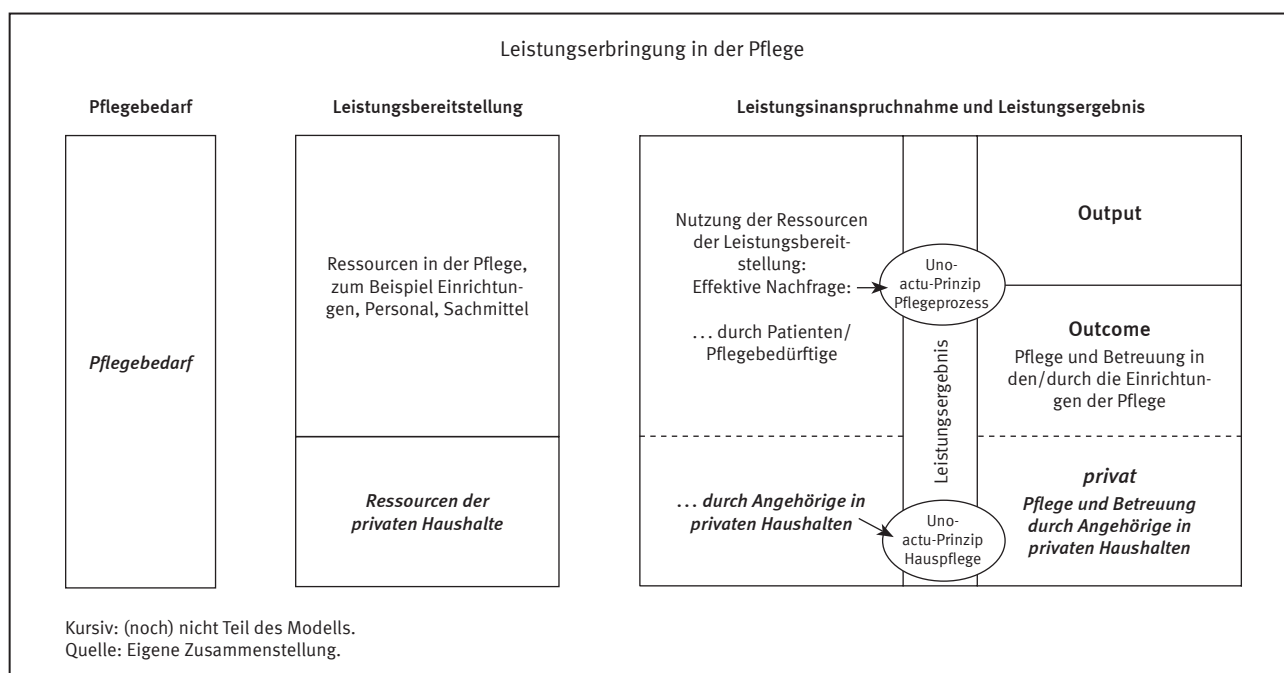 Leistungserbringung in der Pflege
Pflegebedarf
Leistungsbereitstellung
Leistungsinanspruchnahme und Leistungsergebnis
Pflegebedarf
Ressourcen in der Pflege,
zum Beispiel Einrichtun-
gen, Personal, Sachmittel
Ressourcen der
privaten Haushalte
Nutzung der Ressourcen
der Leistungsbereit-
stellung:
Effektive Nachfrage:
... durch Patienten/
Pflegebedürftige
... durch Angehörige in
privaten Haushalten
Uno-
actu-Prinzip
Pflegeprozess
Leistungsergebnis
Uno-
actu-Prinzip
Hauspflege
Output
Outcome
Pflege und Betreuung in
den/durch die Einrichtun-
gen der Pflege
privat
Pflege und Betreuung
durch Angehörige in
privaten Haushalten
Kursiv: (noch) nicht Teil des Modells.
Quelle: Eigene Zusammenstellung.